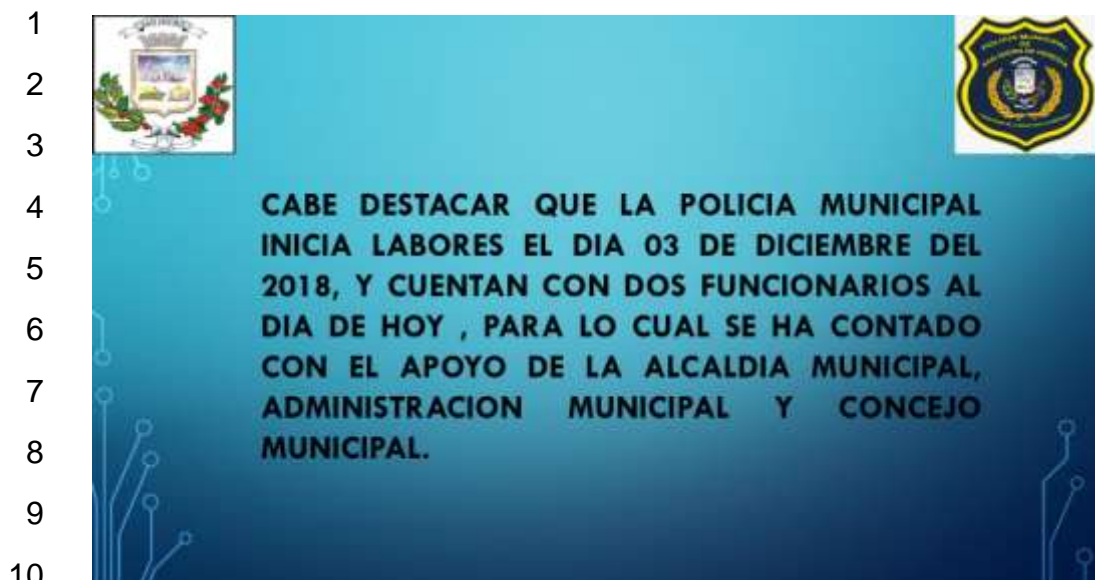 1
2
3
4
5
6
7
8
9
10
CABE DESTACAR QUE LA POLICIA MUNICIPAL
INICIA LABORES EL DIA 03 DE DICIEMBRE DEL
2018, Y CUENTAN CON DOS FUNCIONARIOS AL
DIA DE HOY , PARA LO CUAL SE HA CONTADO
CON EL APOYO DE LA ALCALDIA MUNICIPAL,
ADMINISTRACION MUNICIPAL Y CONCEJO
MUNICIPAL.